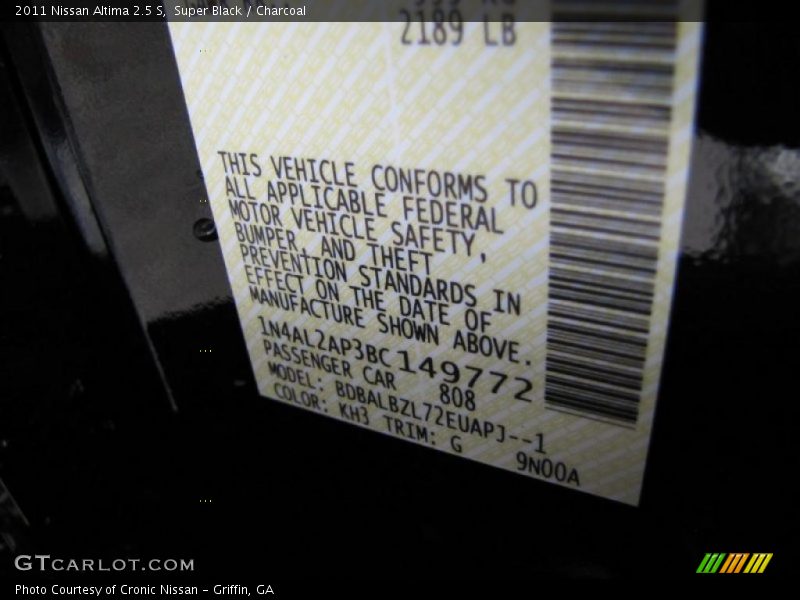 2011 Nissan Altima 2.5 S, Super Black / Charcoal
2189 LB
THIS VEHICLE CONFORMS TO
ALL APPLICABLE FEDERAL
MOTOR VEHICLE SAFETY,
BUMPER, AND THEFT
PREVENTION STANDARDS IN
EFFECT ON THE DATE OF
MANUFACTURE SHOWN ABOVE.
1N4AL2AP3BC149772
PASSENGER CAR 808
MODEL: BDBALBZL72EUAPJ--1
COLOR: KH3 TRIM: G 9N00A
GTCARLOT.COM
Photo Courtesy of Cronic Nissan - Griffin, GA